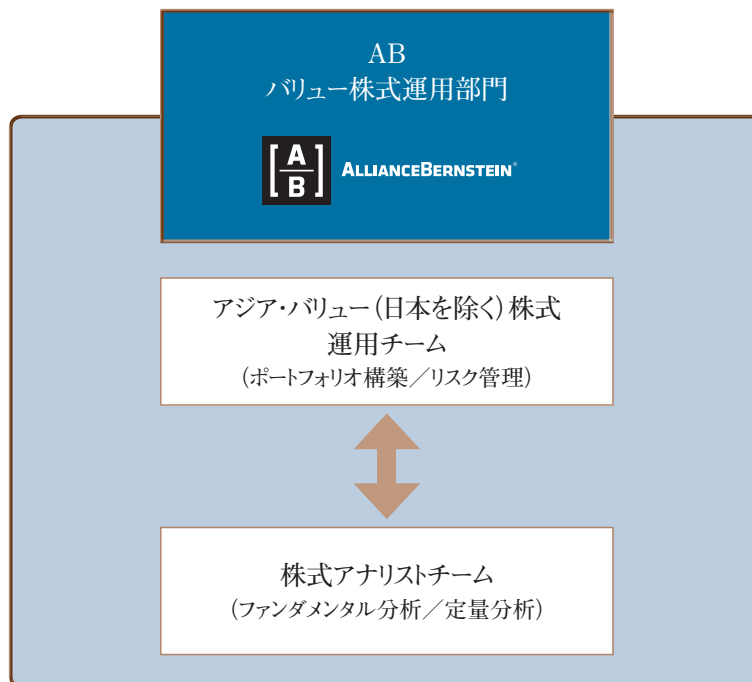 AB
バリュー株式運用部門
[A/B] ALLIANCEBERNSTEIN®
アジア・バリュー(日本を除く)株式
運用チーム
(ポートフォリオ構築／リスク管理)
株式アナリストチーム
(ファンダメンタル分析／定量分析)